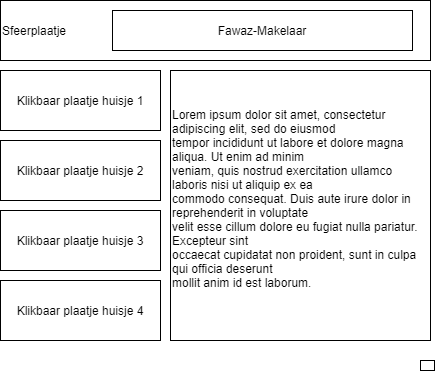 Sfeerplaatje
Fawaz-Makelaar
Klikbaar plaatje huisje 1
Klikbaar plaatje huisje 2
Klikbaar plaatje huisje 3
Klikbaar plaatje huisje 4
Lorem ipsum dolor sit amet, consectetur
adipiscing elit, sed do eiusmod
tempor incididunt ut labore et dolore magna
aliqua. Ut enim ad minim
veniam, quis nostrud exercitation ullamco
laboris nisi ut aliquip ex ea
commodo consequat. Duis aute irure dolor in
reprehenderit in voluptate
velit esse cillum dolore eu fugiat nulla pariatur.
Excepteur sint
occaecat cupidatat non proident, sunt in culpa
qui officia deserunt
mollit anim id est laborum.